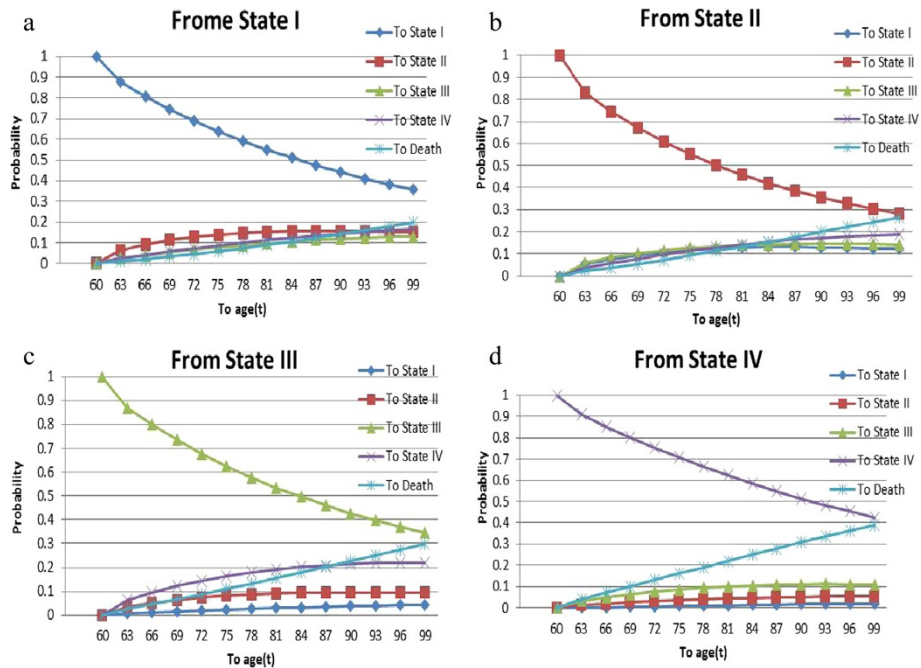 a
Frome State I
To State I
To State II
To State III
To State IV
To Death
Probability
1
0.9
0.8
0.7
0.6
0.5
0.4
0.3
0.2
0.1
0
60 63 66 69 72 75 78 81 84 87 90 93 96 99
To age(t)
b
From State II
To State I
To State II
To State III
To State IV
To Death
Probability
1
0.9
0.8
0.7
0.6
0.5
0.4
0.3
0.2
0.1
0
60 63 66 69 72 75 78 81 84 87 90 93 96 99
To age(t)
c
From State III
To State I
To State II
To State III
To State IV
To Death
Probability
1
0.9
0.8
0.7
0.6
0.5
0.4
0.3
0.2
0.1
0
60 63 66 69 72 75 78 81 84 87 90 93 96 99
To age(t)
d
From State IV
To State I
To State II
To State III
To State IV
To Death
Probability
1
0.9
0.8
0.7
0.6
0.5
0.4
0.3
0.2
0.1
0
60 63 66 69 72 75 78 81 84 87 90 93 96 99
To age(t)